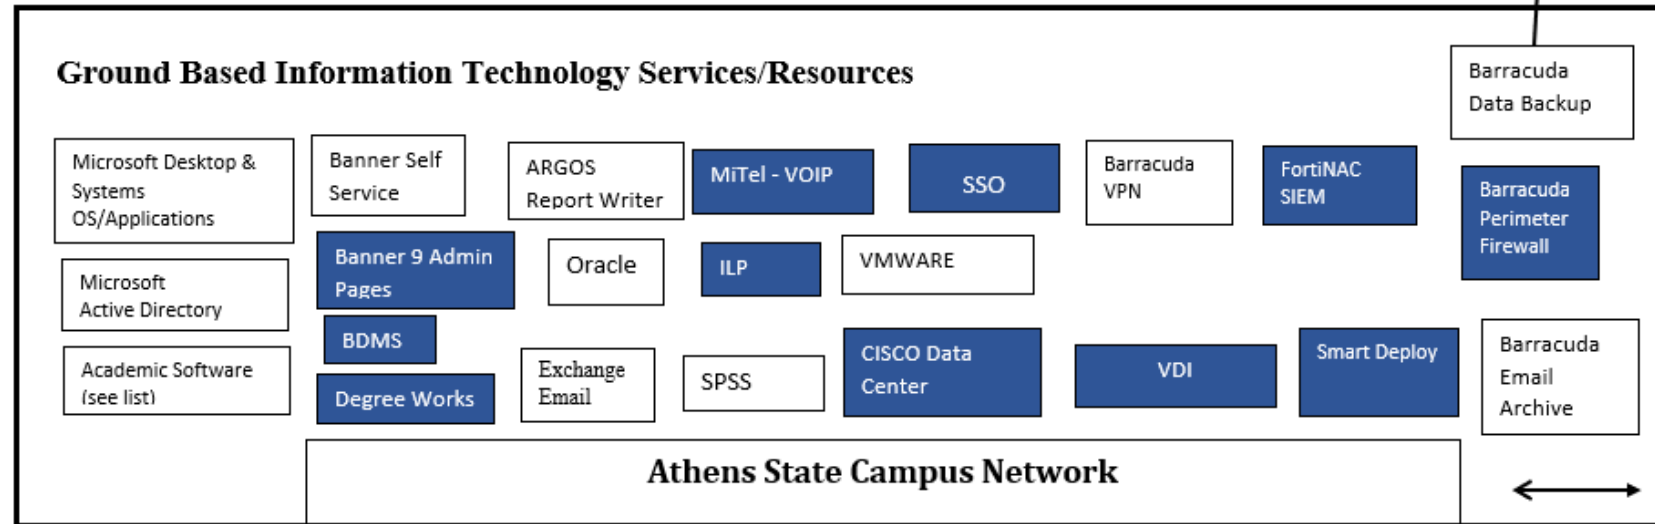 Ground Based Information Technology Services/Resources
Barracuda
Data Backup
Microsoft Desktop &
Systems
OS/Applications
Banner Self
Service
ARGOS
Report Writer
MiTel - VOIP
SSO
Barracuda
VPN
FortiNAC
SIEM
Barracuda
Perimeter
Firewall
Microsoft
Active Directory
Banner 9 Admin
Pages
Oracle
ILP
VMWARE
BDMS
Academic Software
(see list)
Degree Works
Exchange
Email
SPSS
CISCO Data
Center
VDI
Smart Deploy
Barracuda
Email
Archive
Athens State Campus Network